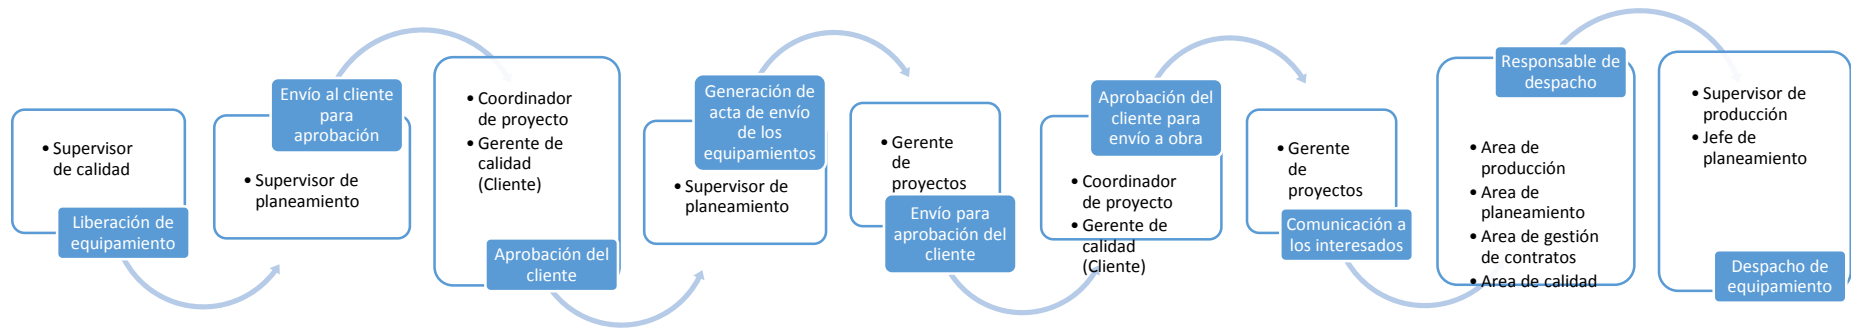 • Supervisor
de calidad
Liberación de
equipamiento
Envío al cliente
para
aprobación
• Supervisor de
planeamiento
• Coordinador
de proyecto
• Gerente de
calidad
(Cliente)
Aprobación del
cliente
Generación de
acta de envío
de los
equipamientos
• Supervisor de
planeamiento
• Gerente
de
proyectos
Envío para
aprobación del
cliente
Aprobación del
cliente para
envío a obra
• Coordinador
de proyecto
• Gerente de
calidad
(Cliente)
• Gerente
de
proyectos
Comunicación a
los interesados
Responsable de
despacho
• Area de
producción
• Area de
planeamiento
• Area de gestión
de contratos
• Area de calidad
• Supervisor de
producción
• Jefe de
planeamiento
Despacho de
equipamiento